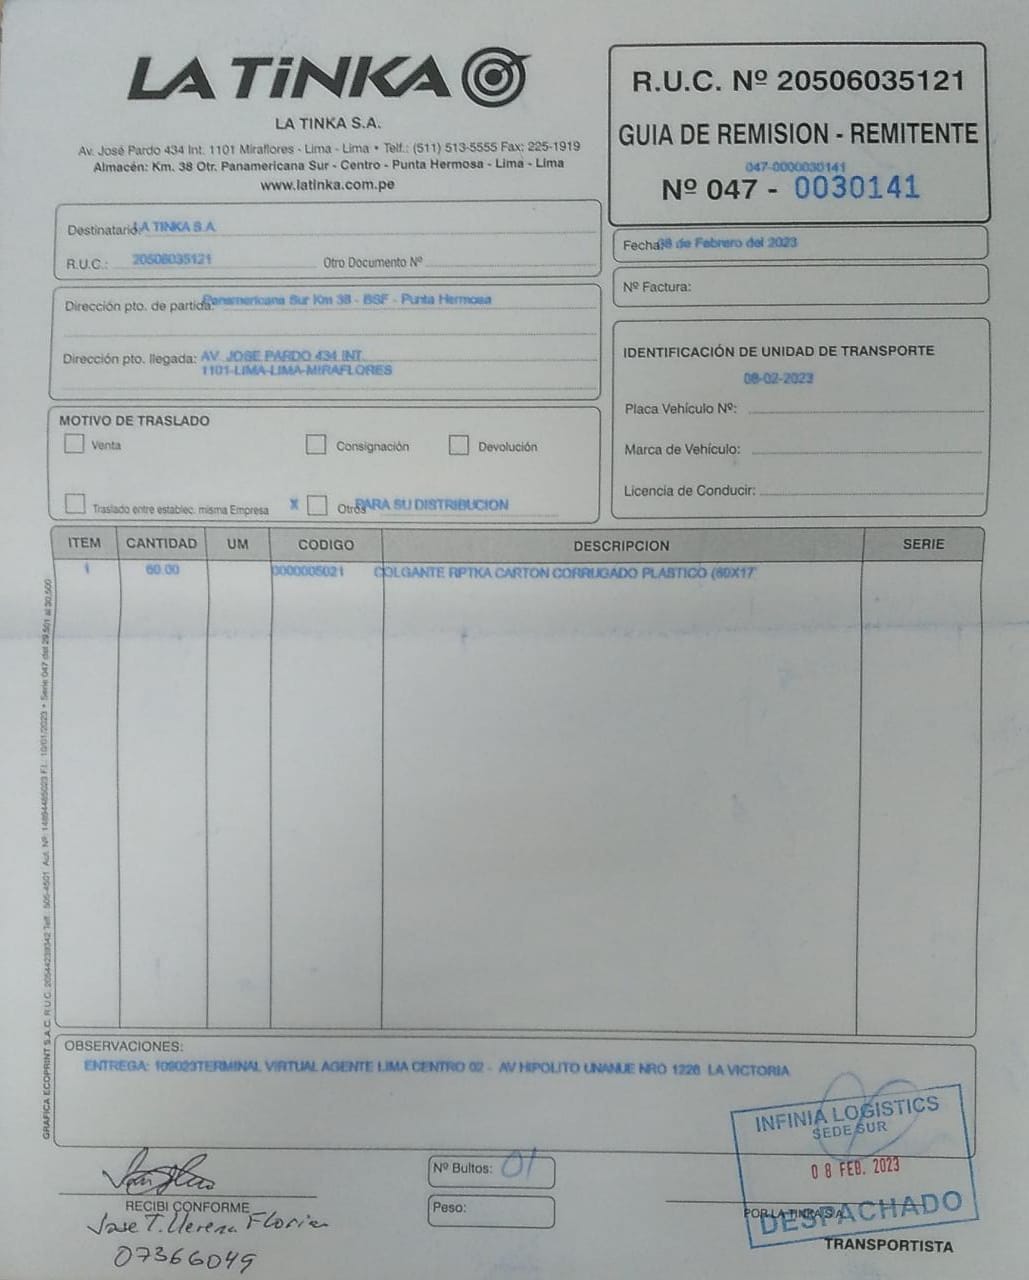 LA TiNKA
LA TINKA S.A.
Av. José Pardo 434 Int. 1101 Miraflores - Lima - Lima • Telf.: (511) 513-5555 Fax: 225-1919
Almacén: Km. 38 Otr. Panamericana Sur - Centro - Punta Hermosa - Lima - Lima
www.latinka.com.pe
R.U.C. Nº 20506035121
GUIA DE REMISION - REMITENTE
047-0000030141
Nº 047 - 0030141
Destinatario: LA TINKA S.A.
R.U.C.: 20506035121 Otro Documento Nº
Fecha: 08 de Febrero del 2023
Nº Factura:
Dirección pto. de partida: Panamericana Sur Km 38 - BSF - Punta Hermosa
Dirección pto. llegada: AV. JOSE PARDO 434 INT.
1101-LIMA-LIMA-MIRAFLORES
IDENTIFICACIÓN DE UNIDAD DE TRANSPORTE
08-02-2023
Placa Vehículo Nº:
Marca de Vehículo:
Licencia de Conducir:
MOTIVO DE TRASLADO
Venta Consignación Devolución
Traslado entre establec. misma Empresa X Otros PARA SU DISTRIBUCION
ITEM CANTIDAD UM CODIGO DESCRIPCION SERIE
1 60.00 0000005021 COLGANTE RPTKA CARTON CORRUGADO PLASTICO (60X17
GRAFICA ECOPRINT S.A.C. R.U.C. 20544239342 Telf.: 505-4501 Aut. Nº: 14894485023 F.I.: 10/01/2023 • Serie 047 del 29,501 al 30,500
OBSERVACIONES:
ENTREGA: 109023TERMINAL VIRTUAL AGENTE LIMA CENTRO 02 - AV HIPOLITO UNANUE NRO 1226 LA VICTORIA
INFINIA LOGISTICS
SEDE SUR
08 FEB. 2023
DESPACHADO
Nº Bultos: 01
Peso:
RECIBI CONFORME
Jose T. Llerena Florian
07366049
POR LA TINKA S.A.
TRANSPORTISTA